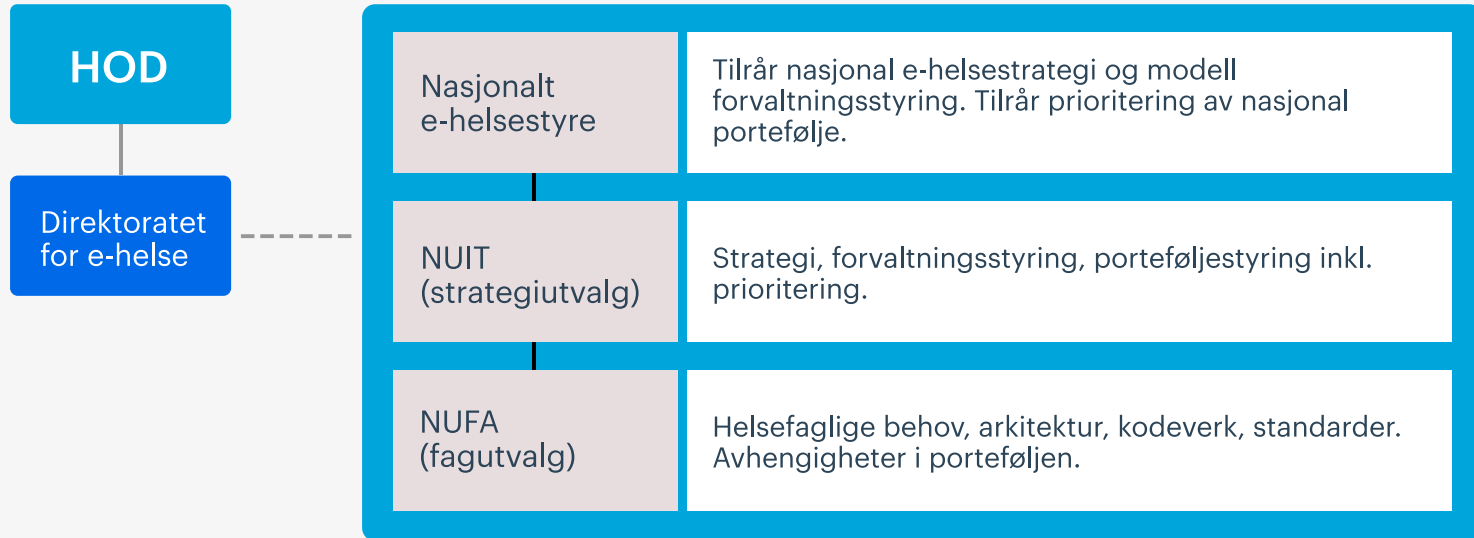 HOD
Direktoratet
for e-helse
Nasjonalt
e-helsestyre
Tilrår nasjonal e-helsestrategi og modell
forvaltningsstyring. Tilrår prioritering av nasjonal
portefølje.
NUIT
(strategiutvalg)
Strategi, forvaltningsstyring, porteføljestyring inkl.
prioritering.
NUFA
(fagutvalg)
Helsefaglige behov, arkitektur, kodeverk, standarder.
Avhengigheter i porteføljen.